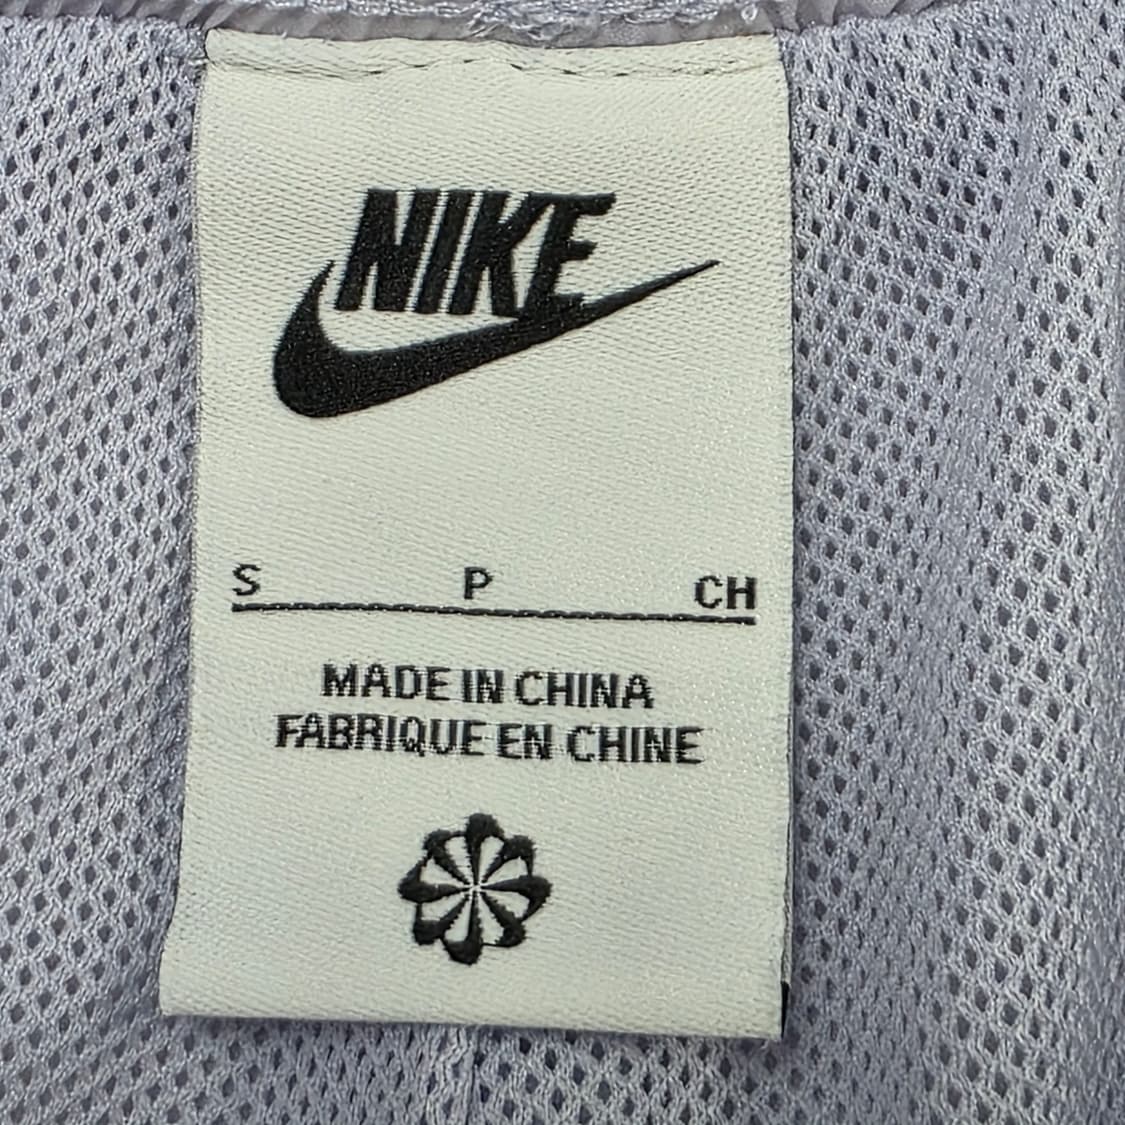 NIKE
S P CH
MADE IN CHINA
FABRIQUE EN CHINE